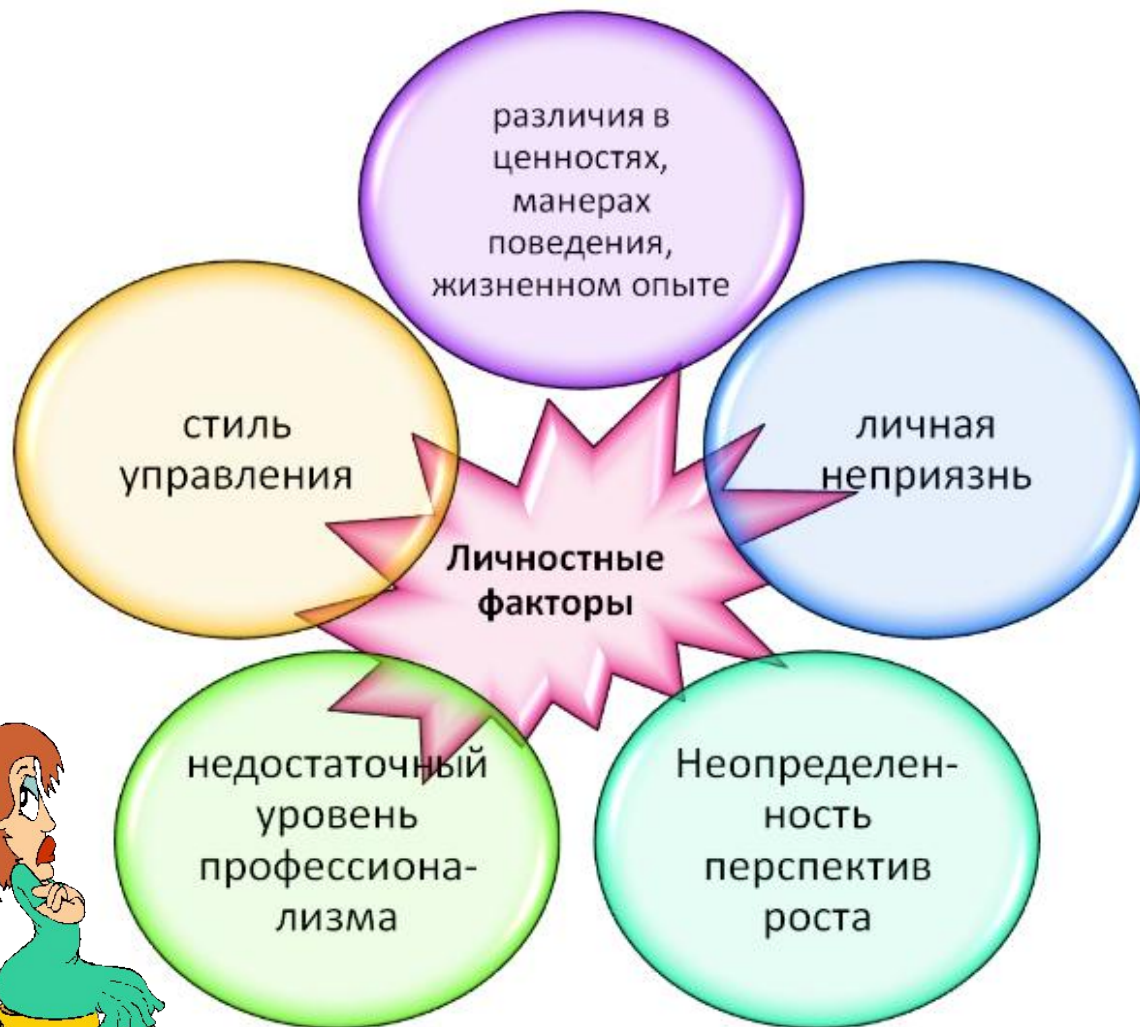 различия в
ценностях,
манерах
поведения,
жизненном опыте
стиль
управления
личная
неприязнь
Личностные
факторы
недостаточный
уровень
профессиона-
лизма
Неопределен-
ность
перспектив
роста